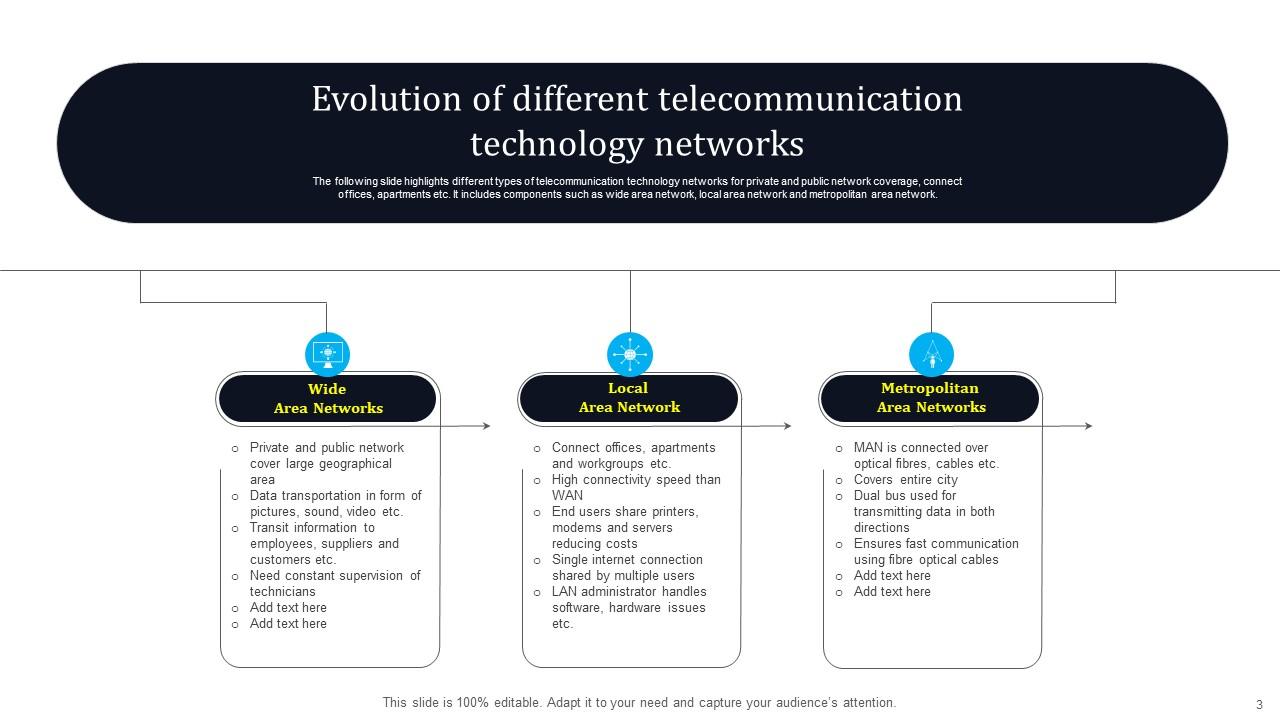 Evolution of different telecommunication
technology networks
The following slide highlights different types of telecommunication technology networks for private and public network coverage, connect
offices, apartments etc. It includes components such as wide area network, local area network and metropolitan area network.
Wide
Area Networks
o Private and public network
cover large geographical
area
o Data transportation in form of
pictures, sound, video etc.
o Transit information to
employees, suppliers and
customers etc.
o Need constant supervision of
technicians
o Add text here
o Add text here
Local
Area Network
o Connect offices, apartments
and workgroups etc.
o High connectivity speed than
WAN
o End users share printers,
modems and servers
reducing costs
o Single internet connection
shared by multiple users
o LAN administrator handles
software, hardware issues
etc.
Metropolitan
Area Networks
o MAN is connected over
optical fibres, cables etc.
o Covers entire city
o Dual bus used for
transmitting data in both
directions
o Ensures fast communication
using fibre optical cables
o Add text here
o Add text here
This slide is 100% editable. Adapt it to your need and capture your audience's attention.
3